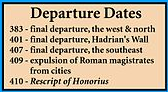 Departure Dates
383 - final departure, the west & north
401 - final departure, Hadrian's Wall
407 - final departure, the southeast
409 - expulsion of Roman magistrates
from cities
410 - Rescript of Honorius